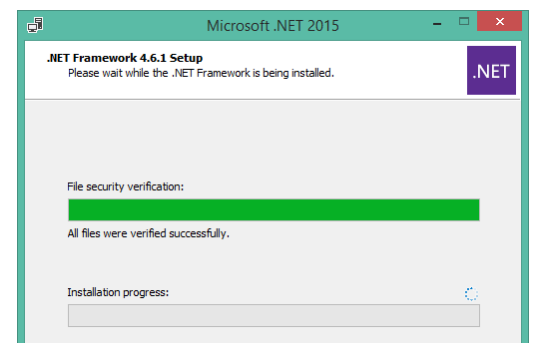 Microsoft .NET 2015
.NET Framework 4.6.1 Setup
Please wait while the .NET Framework is being installed.
.NET
File security verification:
All files were verified successfully.
Installation progress: